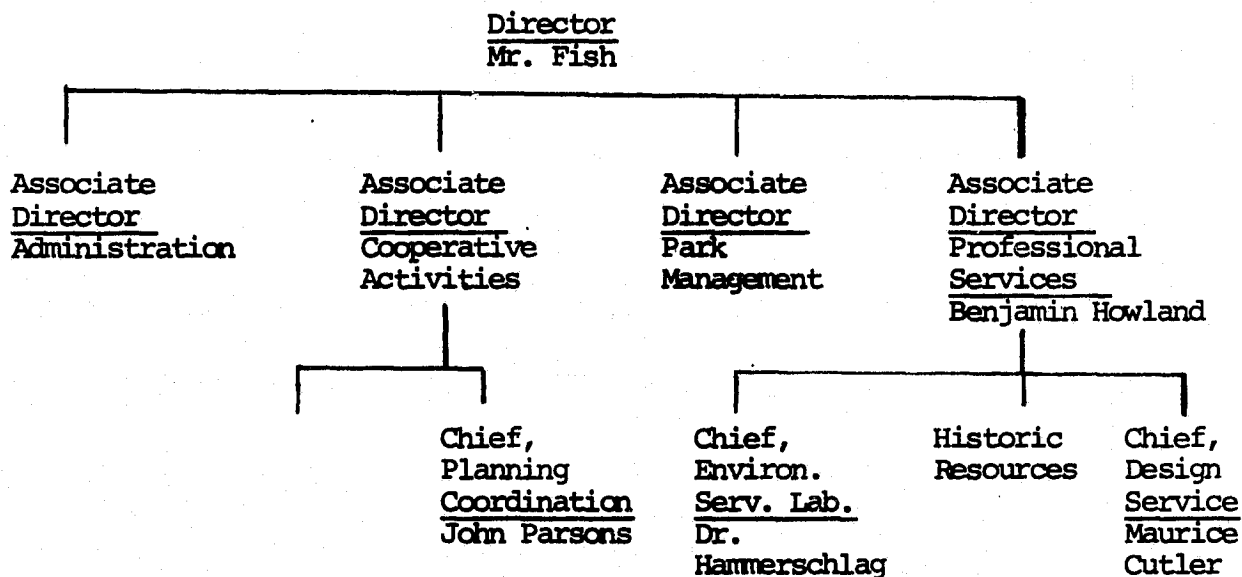 Director
Mr. Fish
Associate
Director
Administration
Associate
Director
Cooperative
Activities
Associate
Director
Park
Management
Associate
Director
Professional
Services
Benjamin Howland
Chief,
Planning
Coordination
John Parsons
Chief,
Environ.
Serv. Lab.
Dr.
Hammerschlag
Historic
Resources
Chief,
Design
Service
Maurice
Cutler